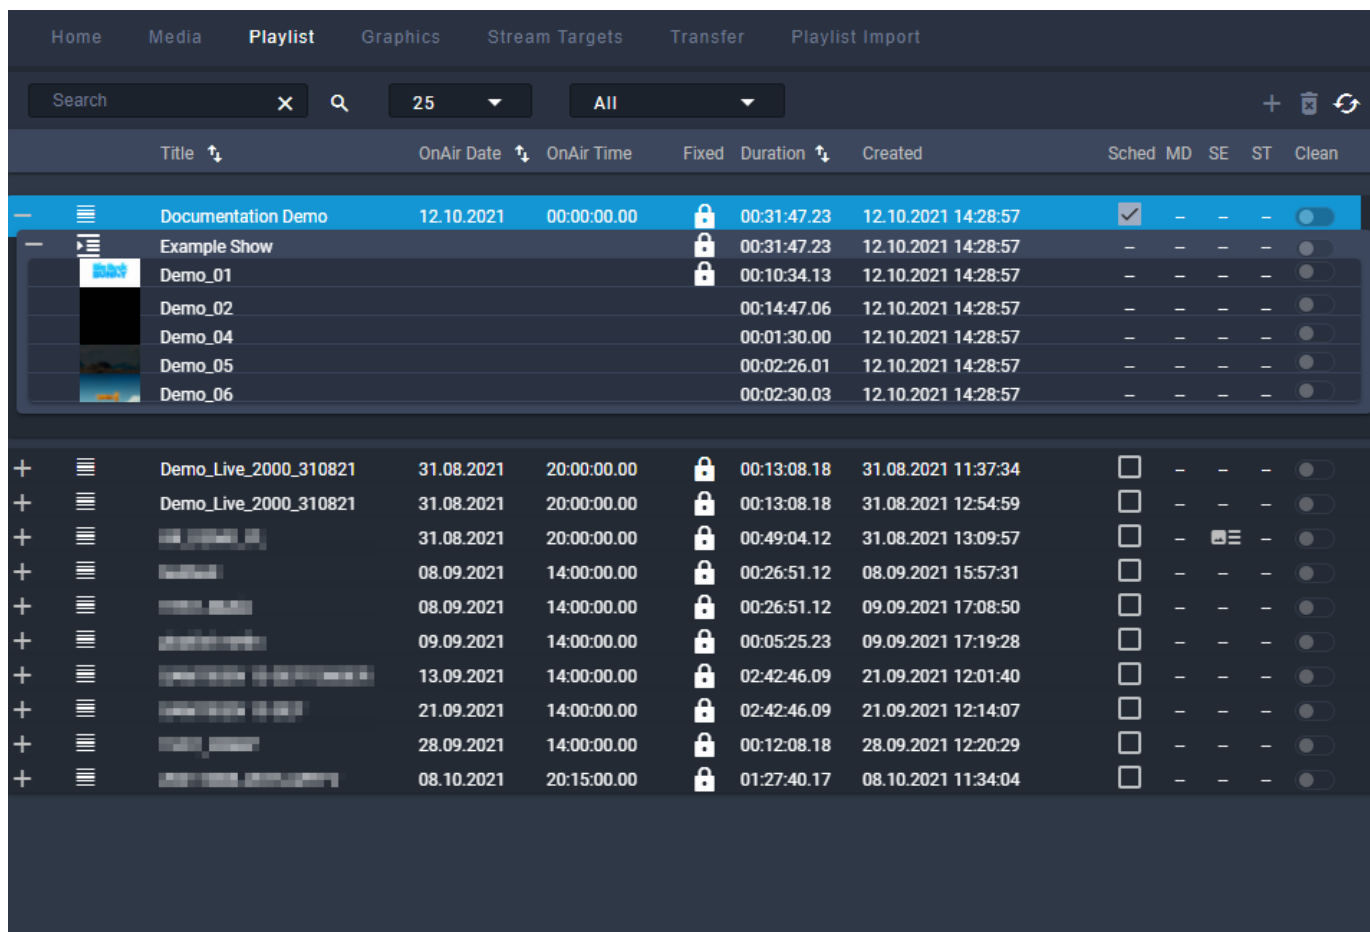 Home Media Playlist Graphics Stream Targets Transfer Playlist Import
Search 25 All
Title OnAir Date OnAir Time Fixed Duration Created Sched MD SE ST Clean
Documentation Demo 12.10.2021 00:00:00.00 00:31:47.23 12.10.2021 14:28:57 – – –
Example Show 00:31:47.23 12.10.2021 14:28:57 – – – –
Demo_01 00:10:34.13 12.10.2021 14:28:57 – – – –
Demo_02 00:14:47.06 12.10.2021 14:28:57 – – – –
Demo_04 00:01:30.00 12.10.2021 14:28:57 – – – –
Demo_05 00:02:26.01 12.10.2021 14:28:57 – – – –
Demo_06 00:02:30.03 12.10.2021 14:28:57 – – – –
Demo_Live_2000_310821 31.08.2021 20:00:00.00 00:13:08.18 31.08.2021 11:37:34 – – –
Demo_Live_2000_310821 31.08.2021 20:00:00.00 00:13:08.18 31.08.2021 12:54:59 – – –
31.08.2021 20:00:00.00 00:49:04.12 31.08.2021 13:09:57 – –
08.09.2021 14:00:00.00 00:26:51.12 08.09.2021 15:57:31 – – –
08.09.2021 14:00:00.00 00:26:51.12 09.09.2021 17:08:50 – – –
09.09.2021 14:00:00.00 00:05:25.23 09.09.2021 17:19:28 – – –
13.09.2021 14:00:00.00 02:42:46.09 21.09.2021 12:01:40 – – –
21.09.2021 14:00:00.00 02:42:46.09 21.09.2021 12:14:07 – – –
28.09.2021 14:00:00.00 00:12:08.18 28.09.2021 12:20:29 – – –
08.10.2021 20:15:00.00 01:27:40.17 08.10.2021 11:34:04 – – –